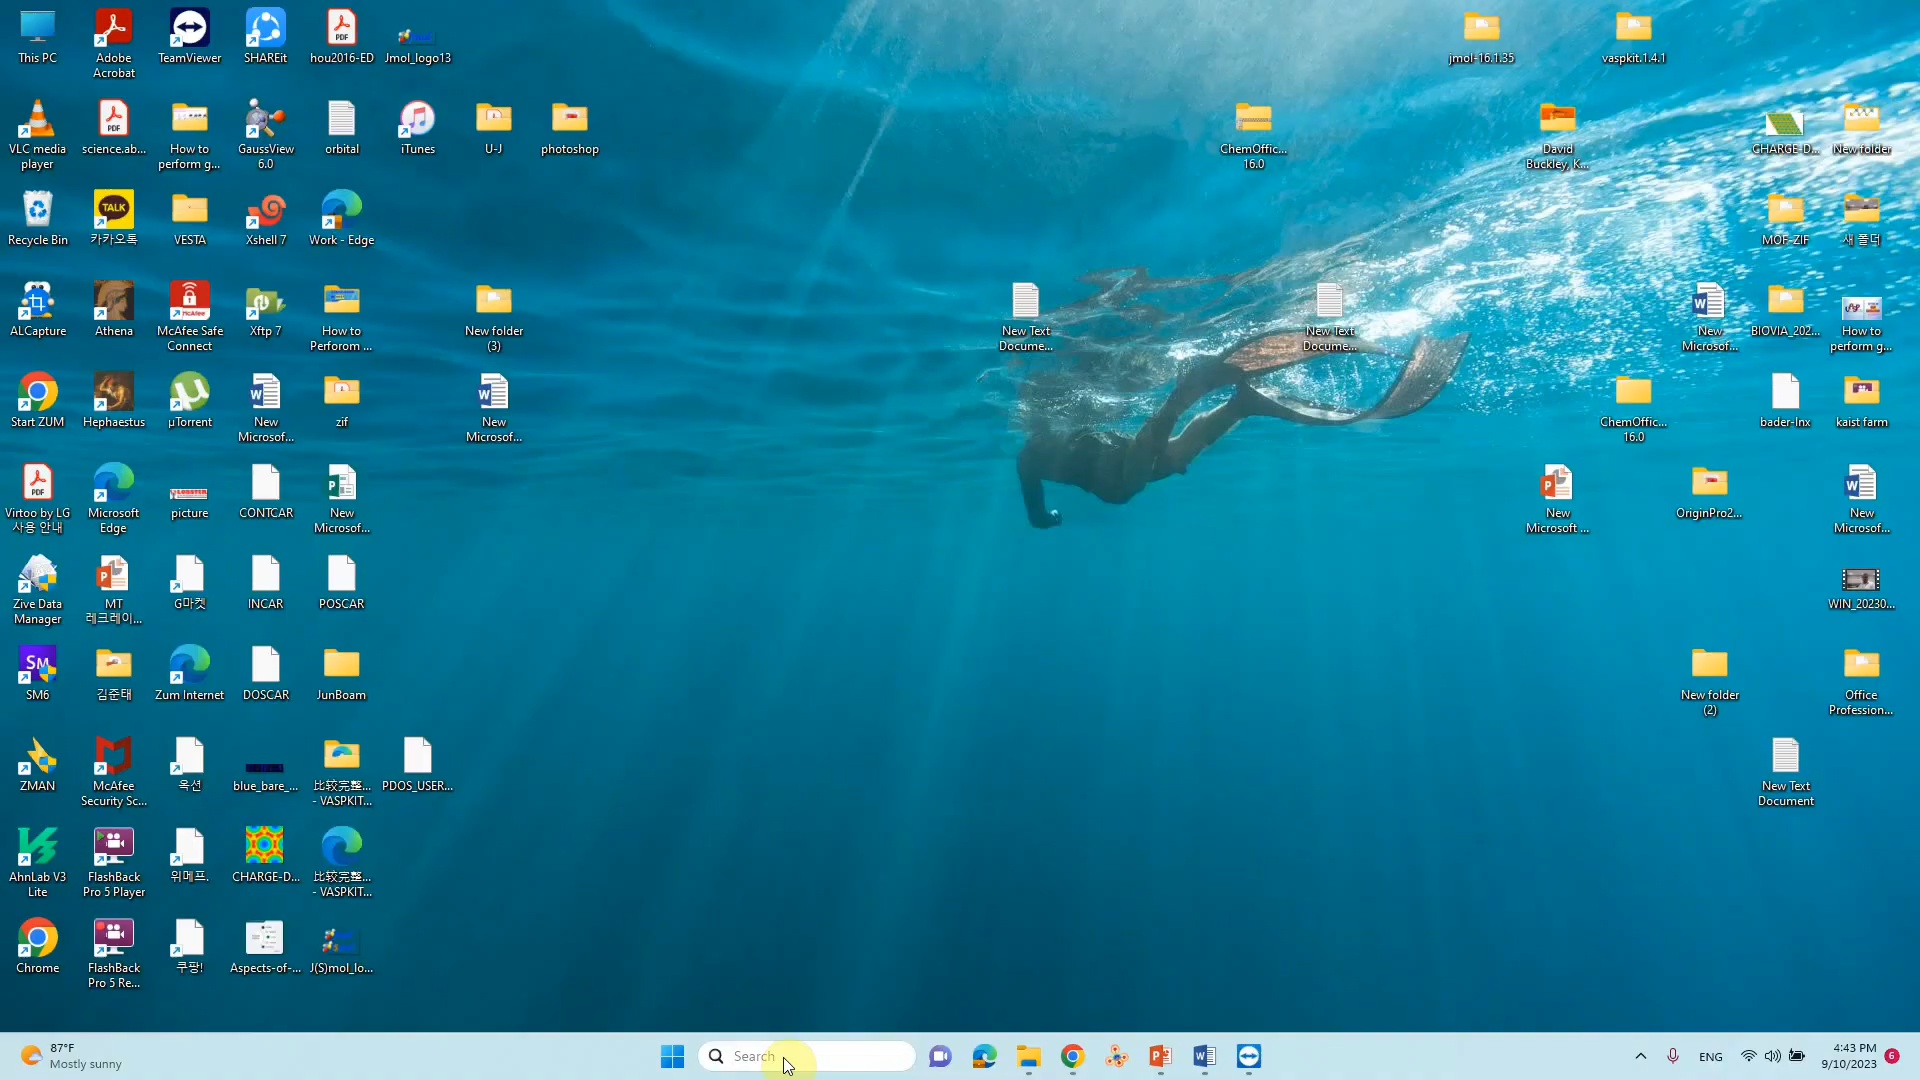 This PC
Adobe
Acrobat
TeamViewer
SHAREit
hou2016-ED
Jmol_logo13
jmol-16.1.35
vaspkit.1.4.1
VLC media
player
science.ab...
How to
perform g...
GaussView
6.0
orbital
iTunes
U-J
photoshop
ChemOffic...
16.0
David
Buckley, K...
CHARGE-D...
New folder
Recycle Bin
카카오톡
VESTA
Xshell 7
Work - Edge
MOF-ZIF
새 폴더
ALCapture
Athena
McAfee Safe
Connect
Xftp 7
How to
Perforom ...
New folder
(3)
New Text
Docume...
New Text
Docume...
New
Microsof...
BIOVIA_202...
How to
perform g...
Start ZUM
Hephaestus
µTorrent
New
Microsof...
zif
New
Microsof...
ChemOffic...
16.0
bader-lnx
kaist farm
Virtoo by LG
사용 안내
Microsoft
Edge
picture
CONTCAR
New
Microsof...
New
Microsoft ...
OriginPro2...
New
Microsof...
Zive Data
Manager
MT
레크레이...
G마켓
INCAR
POSCAR
WIN_20230...
SM6
김준태
Zum Internet
DOSCAR
JunBoam
New folder
(2)
Office
Profession...
ZMAN
McAfee
Security Sc...
옥션
blue_bare_...
比较完整...
- VASPKIT...
PDOS_USER...
New Text
Document
AhnLab V3
Lite
FlashBack
Pro 5 Player
위메프.
CHARGE-D...
比较完整...
- VASPKIT...
Chrome
FlashBack
Pro 5 Re...
쿠팡!
Aspects-of-...
J(S)mol_lo...
87°F
Mostly sunny
Search
ENG
4:43 PM
9/10/2023
6